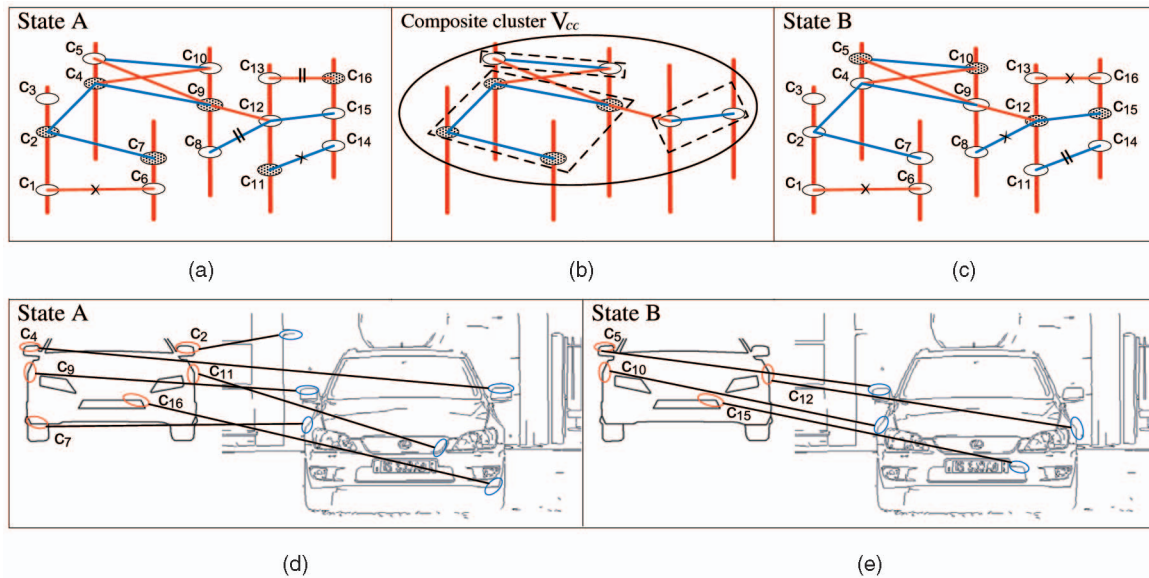 State A
Composite cluster Vcc
State B
C5
C10
C4
C13
C16
C3
C9
C12
C15
C2
C7
C8
C14
C11
C1
C6
C5
C10
C4
C13
C16
C3
C9
C12
C15
C2
C7
C8
C14
C11
C1
C6
(a)
(b)
(c)
State A
State B
C4
C2
C9
C11
C16
C7
C5
C10
C12
C15
(d)
(e)